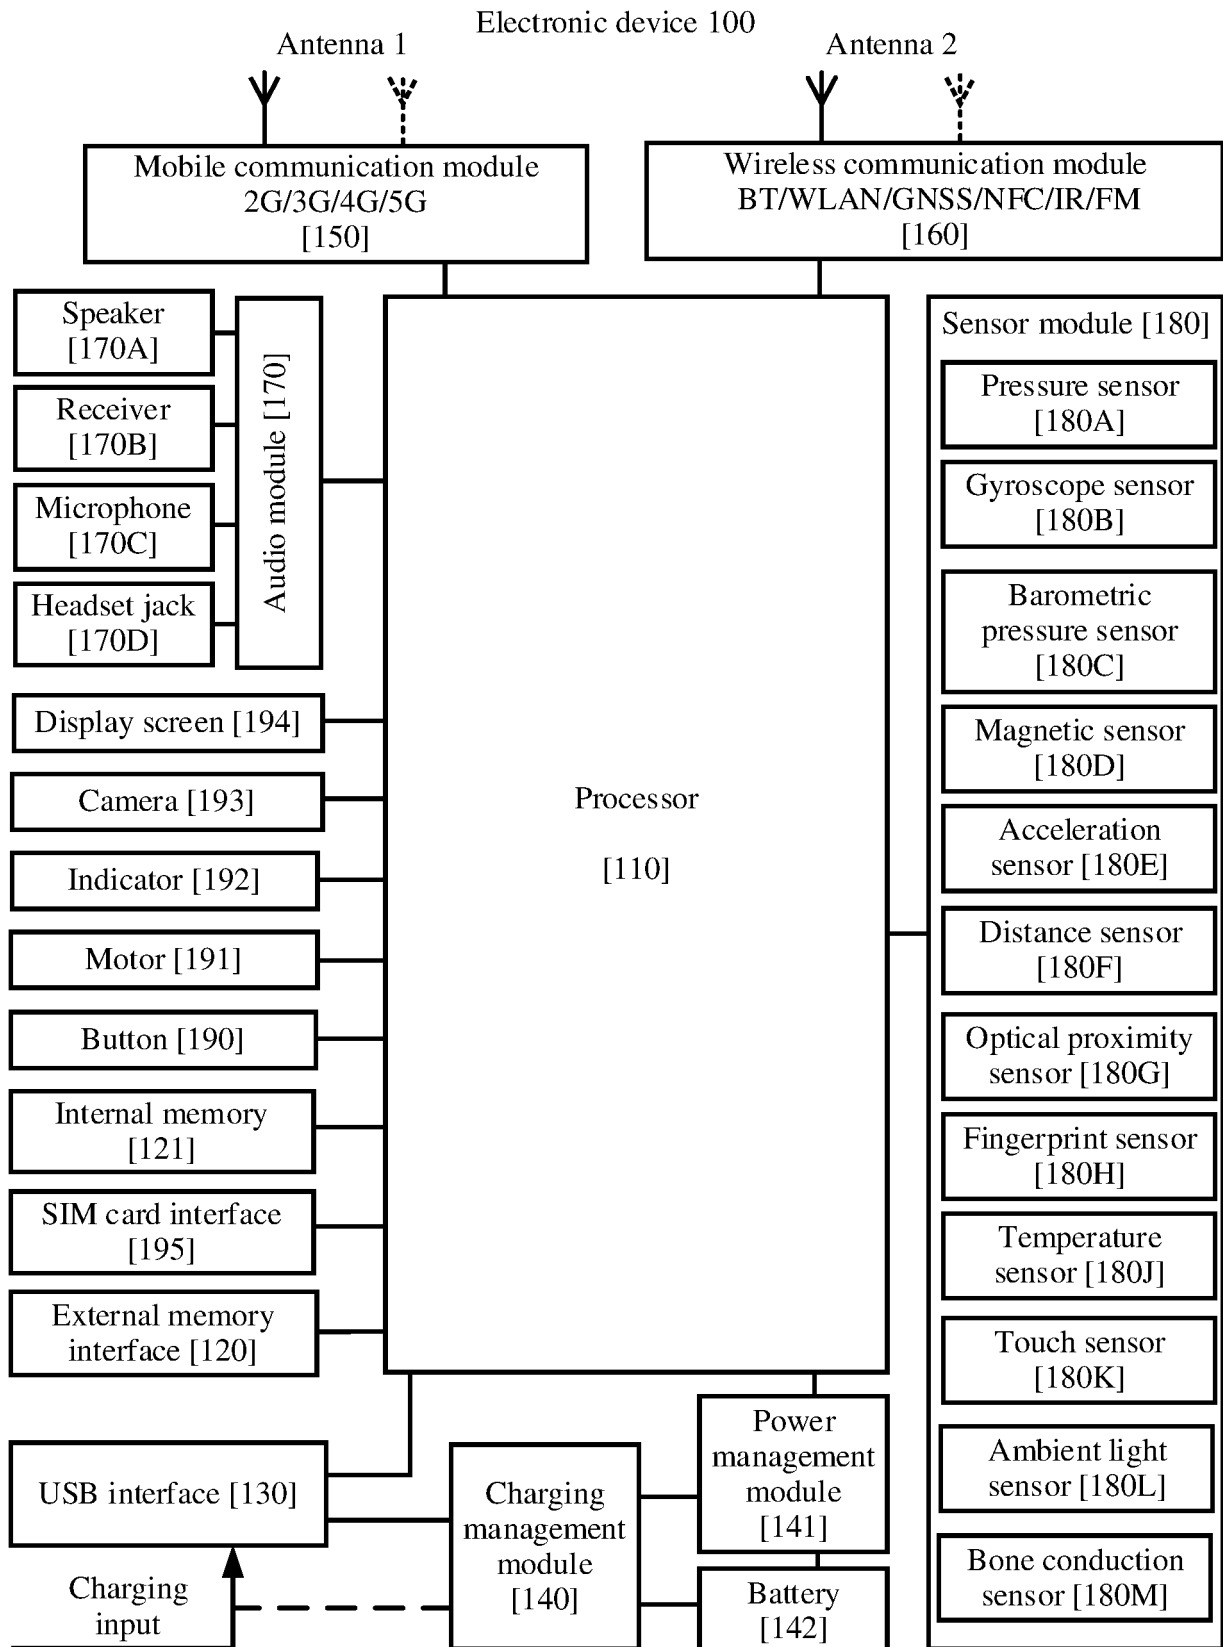 Electronic device 100
Antenna 1
Antenna 2
Mobile communication module
2G/3G/4G/5G
[150]
Wireless communication module
BT/WLAN/GNSS/NFC/IR/FM
[160]
Speaker
[170A]
Receiver
[170B]
Microphone
[170C]
Headset jack
[170D]
Audio module [170]
Display screen [194]
Camera [193]
Indicator [192]
Motor [191]
Button [190]
Internal memory
[121]
SIM card interface
[195]
External memory
interface [120]
Processor
[110]
Sensor module [180]
Pressure sensor
[180A]
Gyroscope sensor
[180B]
Barometric
pressure sensor
[180C]
Magnetic sensor
[180D]
Acceleration
sensor [180E]
Distance sensor
[180F]
Optical proximity
sensor [180G]
Fingerprint sensor
[180H]
Temperature
sensor [180J]
Touch sensor
[180K]
Ambient light
sensor [180L]
Bone conduction
sensor [180M]
USB interface [130]
Charging
input
Charging
management
module
[140]
Power
management
module
[141]
Battery
[142]